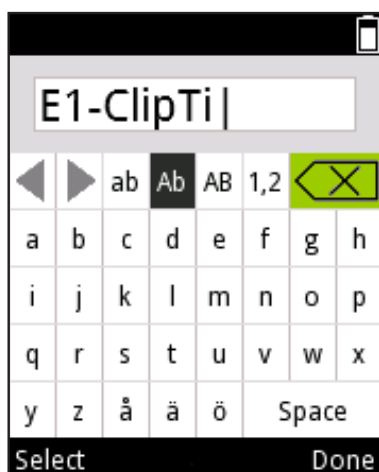 E1-ClipTi
ab Ab AB 1,2
a b c d e f g h
i j k l m n o p
q r s t u v w x
y z å ä ö Space
Select Done